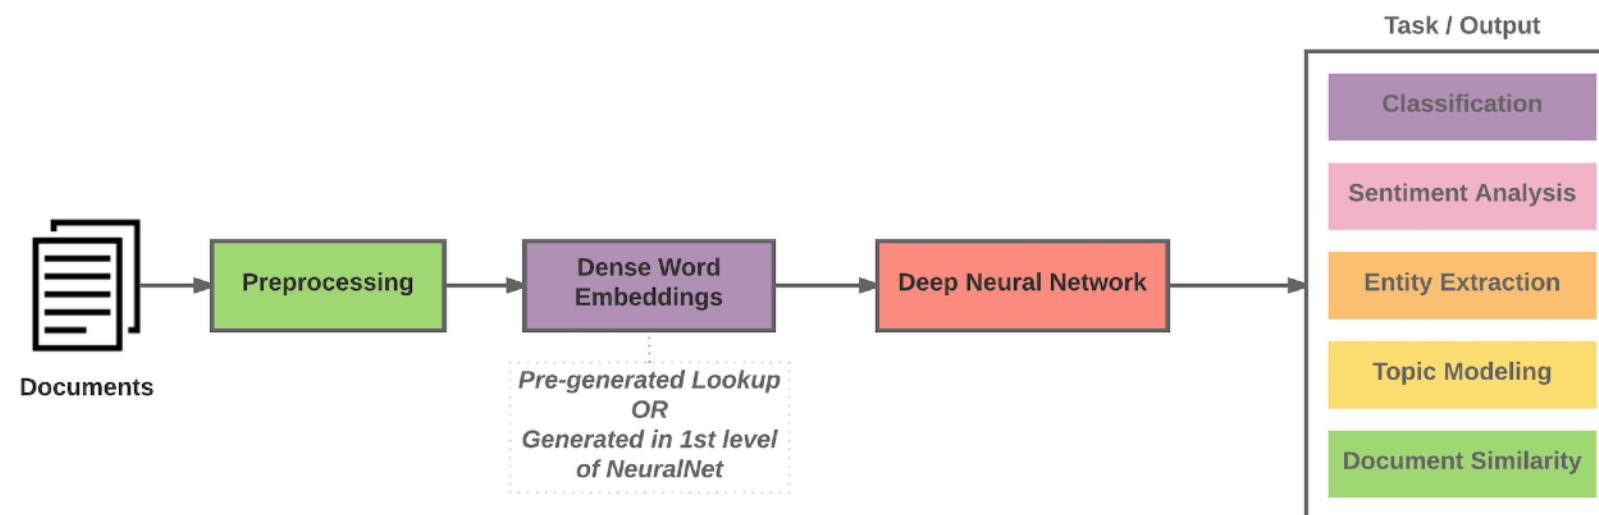 Task / Output
Classification
Sentiment Analysis
Entity Extraction
Topic Modeling
Document Similarity
Documents
Preprocessing
Dense Word
Embeddings
Pre-generated Lookup
OR
Generated in 1st level
of NeuralNet
Deep Neural Network